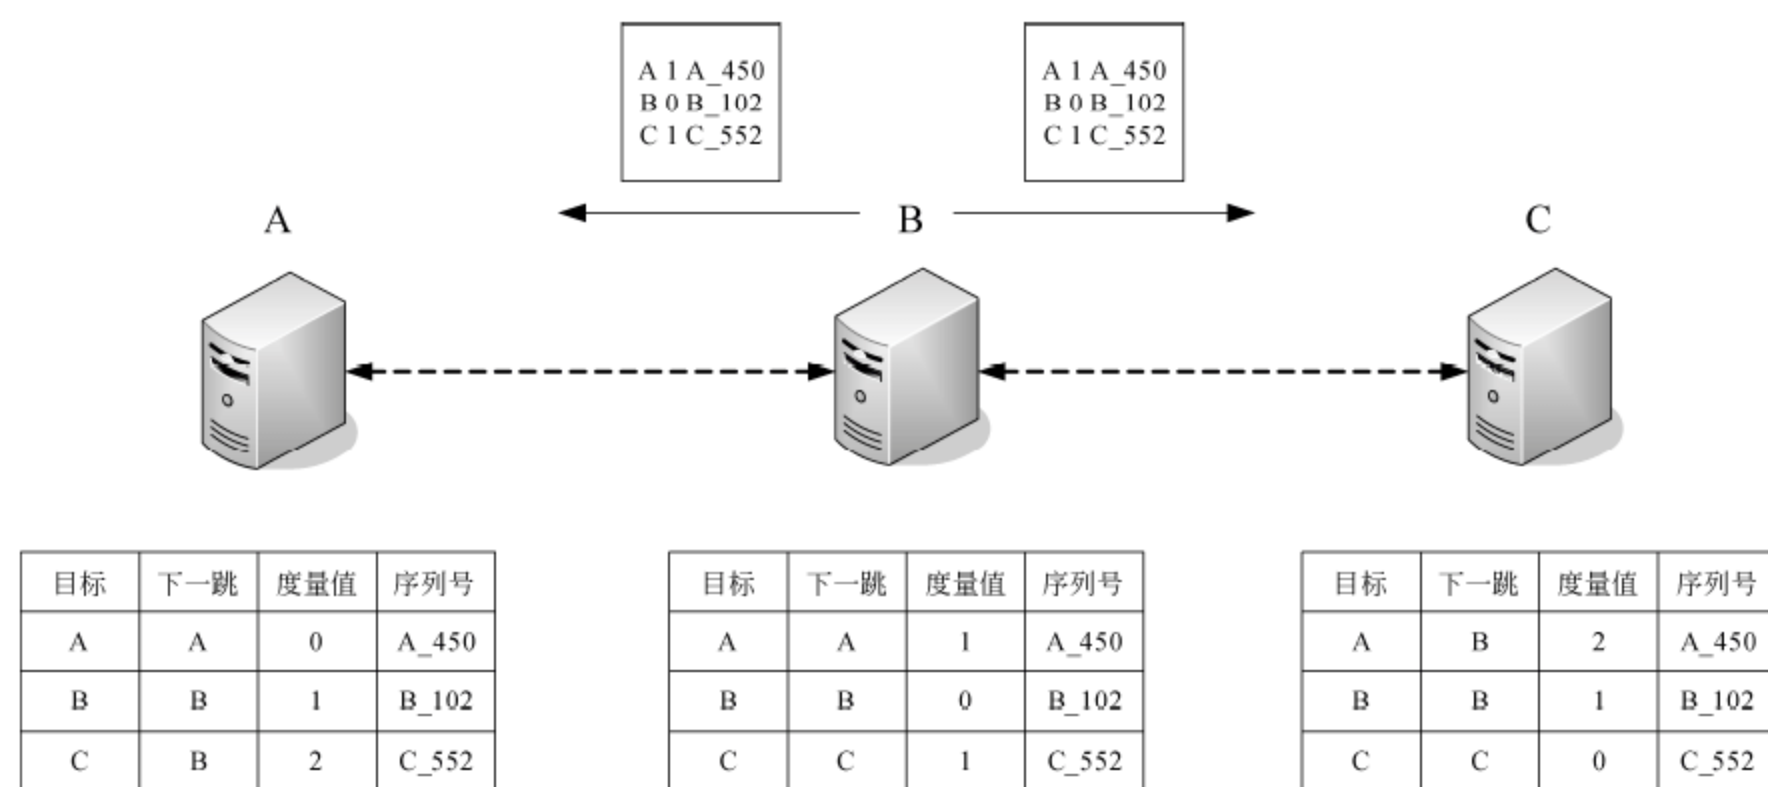 A 1 A_450
B 0 B_102
C 1 C_552
A 1 A_450
B 0 B_102
C 1 C_552
A
B
C
目标 下一跳 度量值 序列号
A A 0 A_450
B B 1 B_102
C B 2 C_552
目标 下一跳 度量值 序列号
A A 1 A_450
B B 0 B_102
C C 1 C_552
目标 下一跳 度量值 序列号
A B 2 A_450
B B 1 B_102
C C 0 C_552